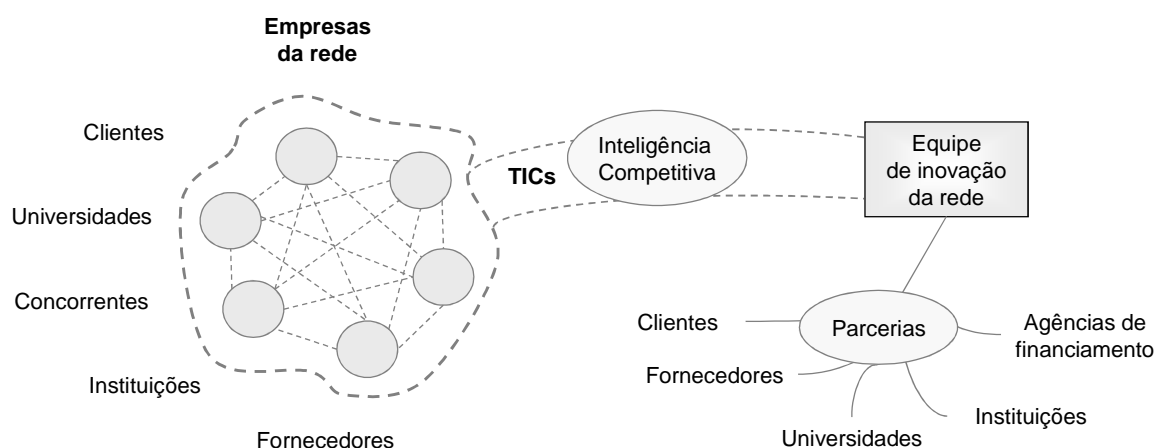 Empresas
da rede
Clientes
Universidades
Concorrentes
Instituições
Fornecedores
TICs
Inteligência
Competitiva
Equipe
de inovação
da rede
Parcerias
Clientes
Fornecedores
Universidades
Instituições
Agências de
financiamento